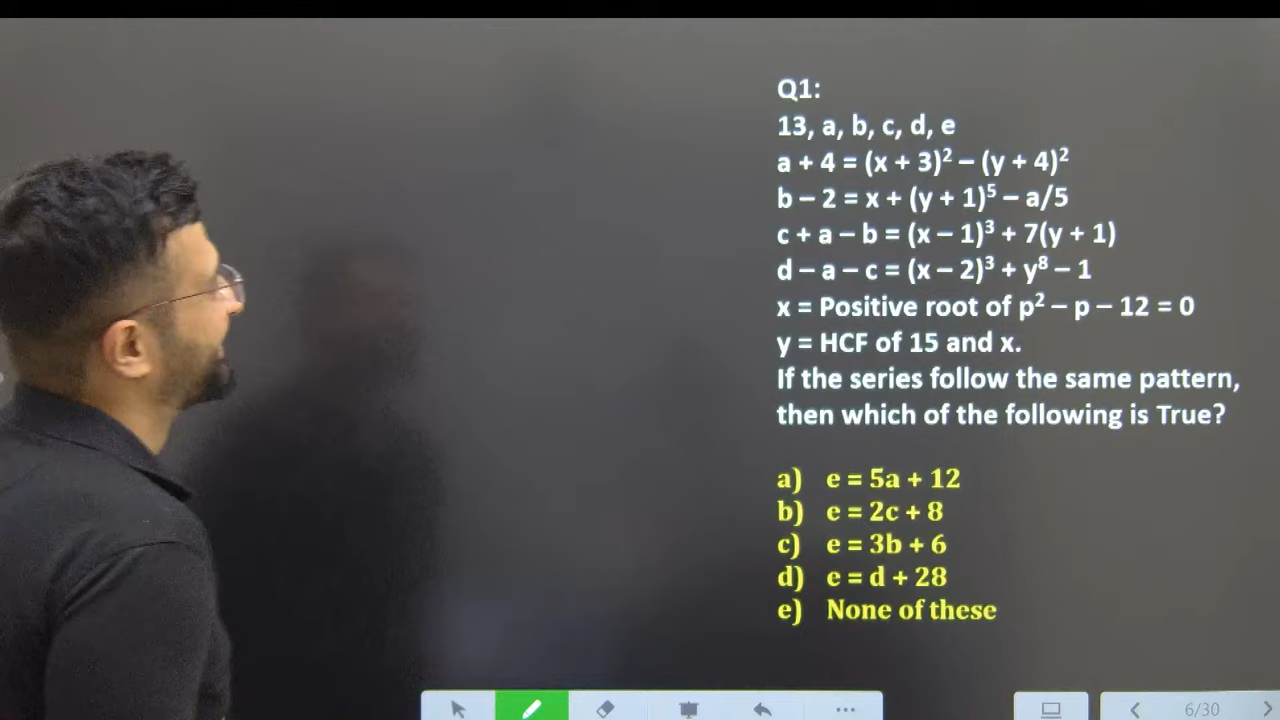 Q1:
13, a, b, c, d, e
a + 4 = (x + 3)² – (y + 4)²
b – 2 = x + (y + 1)⁵ – a/5
c + a – b = (x – 1)³ + 7(y + 1)
d – a – c = (x – 2)³ + y⁸ – 1
x = Positive root of p² – p – 12 = 0
y = HCF of 15 and x.
If the series follow the same pattern,
then which of the following is True?
a) e = 5a + 12
b) e = 2c + 8
c) e = 3b + 6
d) e = d + 28
e) None of these
6/30